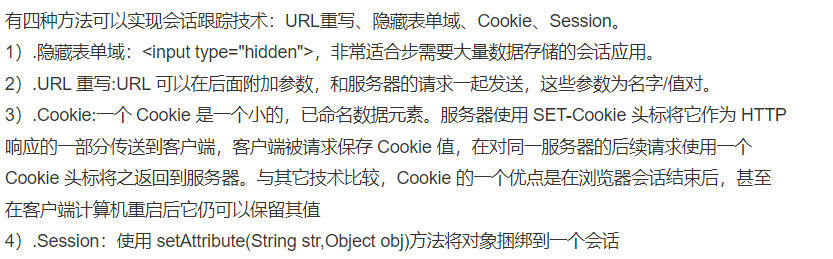 有四种方法可以实现会话跟踪技术：URL重写、隐藏表单域、Cookie、Session。
1）.隐藏表单域：<input type="hidden">，非常适合步需要大量数据存储的会话应用。
2）.URL 重写:URL 可以在后面附加参数，和服务器的请求一起发送，这些参数为名字/值对。
3）.Cookie:一个 Cookie 是一个小的，已命名数据元素。服务器使用 SET-Cookie 头标将它作为 HTTP
响应的一部分传送到客户端，客户端被请求保存 Cookie 值，在对同一服务器的后续请求使用一个
Cookie 头标将之返回到服务器。与其它技术比较，Cookie 的一个优点是在浏览器会话结束后，甚至
在客户端计算机重启后它仍可以保留其值
4）.Session：使用 setAttribute(String str,Object obj)方法将对象捆绑到一个会话